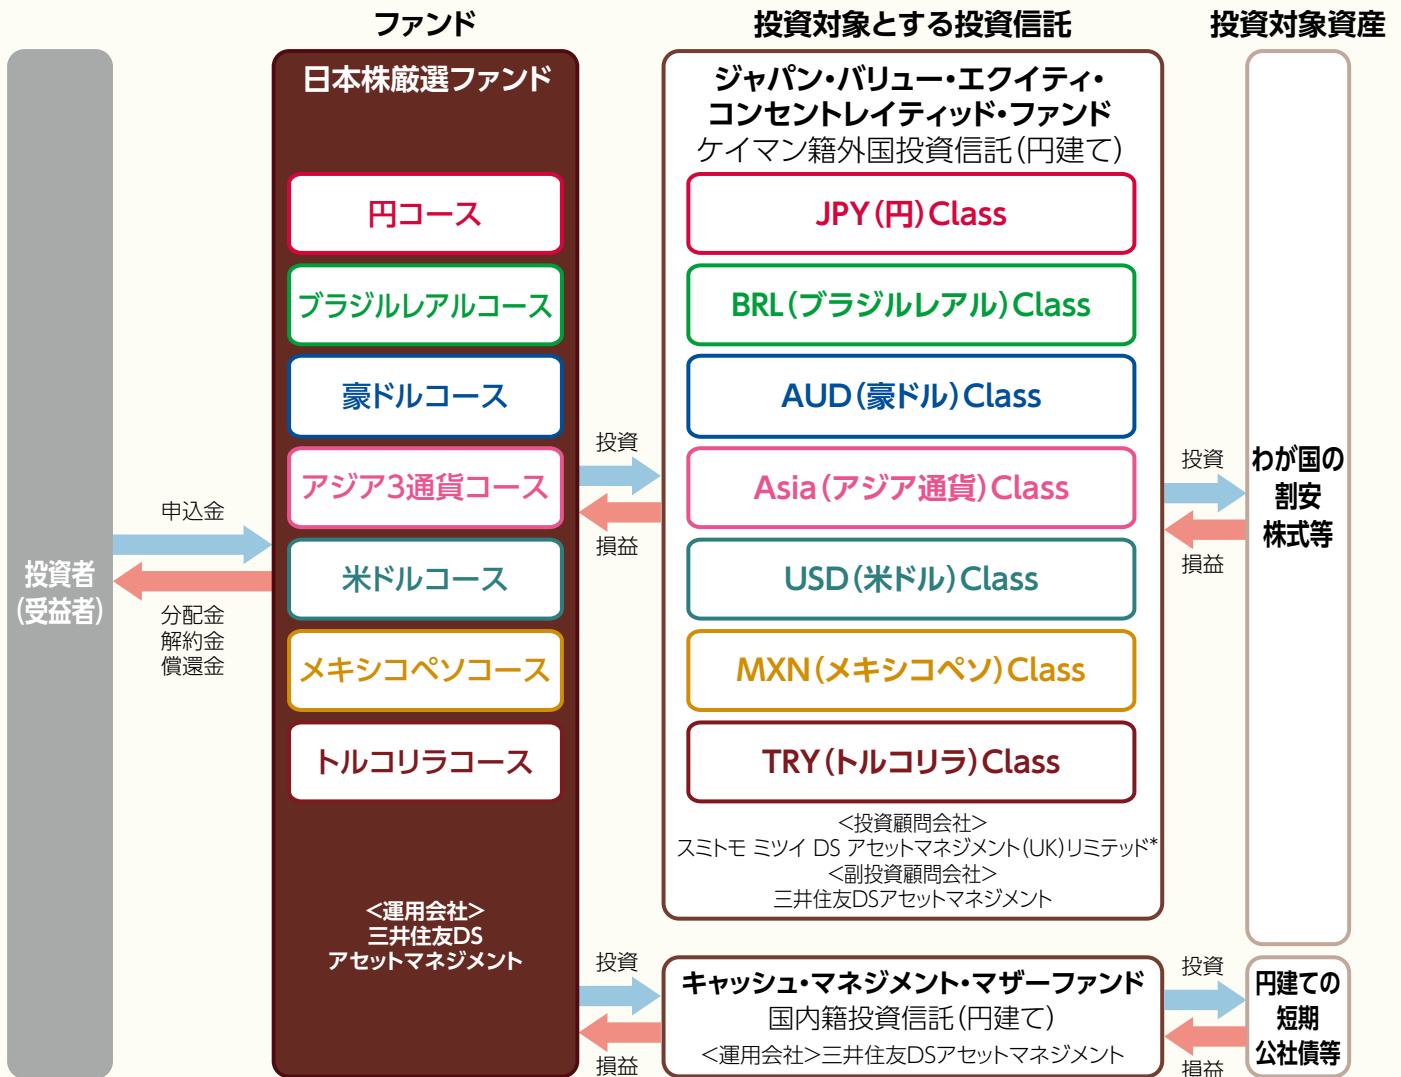 ファンド
投資対象とする投資信託
投資対象資産
投資者
(受益者)
申込金
分配金
解約金
償還金
日本株厳選ファンド
円コース
ブラジルレアルコース
豪ドルコース
アジア3通貨コース
米ドルコース
メキシコペソコース
トルコリラコース
<運用会社>
三井住友DS
アセットマネジメント
投資
損益
投資
損益
ジャパン・バリュー・エクイティ・
コンセントレイティッド・ファンド
ケイマン籍外国投資信託(円建て)
JPY(円)Class
BRL(ブラジルレアル)Class
AUD(豪ドル)Class
Asia(アジア通貨)Class
USD(米ドル)Class
MXN(メキシコペソ)Class
TRY(トルコリラ)Class
<投資顧問会社>
スミトモ ミツイ DS アセットマネジメント(UK)リミテッド*
<副投資顧問会社>
三井住友DSアセットマネジメント
キャッシュ・マネジメント・マザーファンド
国内籍投資信託(円建て)
<運用会社>三井住友DSアセットマネジメント
投資
損益
投資
損益
わが国の
割安
株式等
円建ての
短期
公社債等